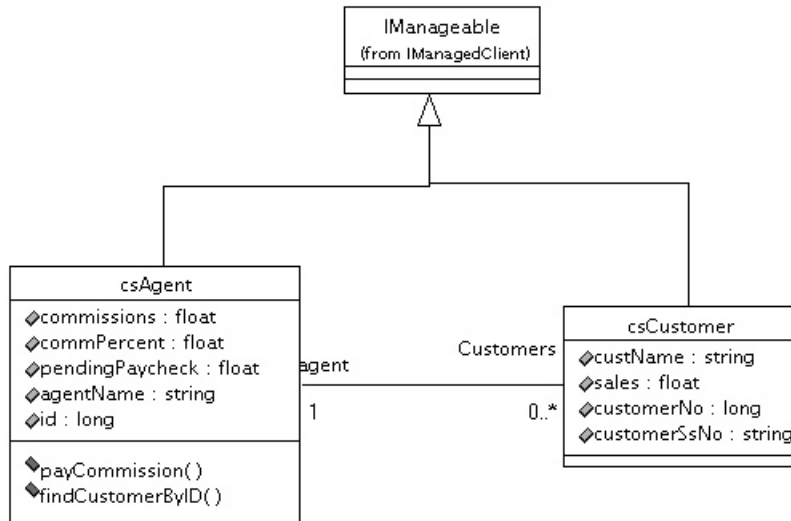 IManageable
(from IManagedClient)
csAgent
commissions : float
commPercent : float
pendingPaycheck : float
agentName : string
id : long
payCommission()
findCustomerByID()
agent
1
Customers
0..*
csCustomer
custName : string
sales : float
customerNo : long
customerSsNo : string